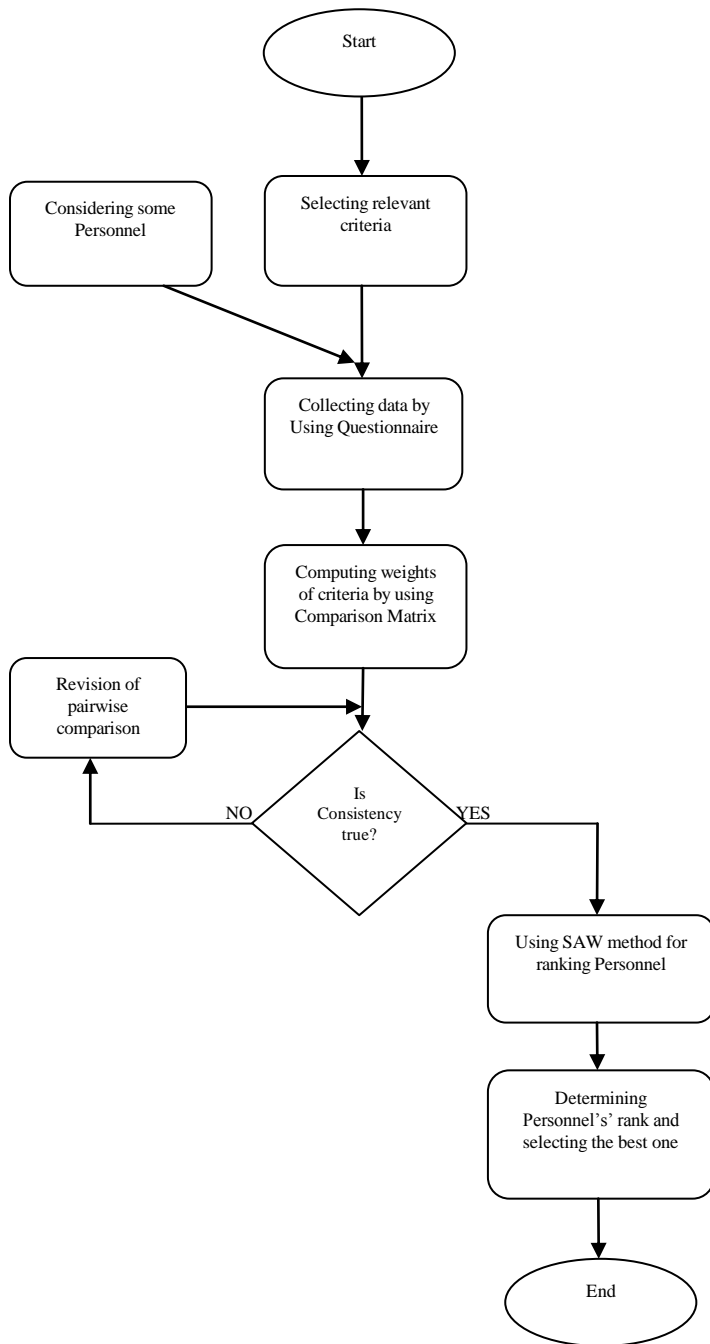 Start
Considering some
Personnel
Selecting relevant
criteria
Collecting data by
Using Questionnaire
Computing weights
of criteria by using
Comparison Matrix
Revision of
pairwise
comparison
Is
Consistency
true?
NO
YES
Using SAW method for
ranking Personnel
Determining
Personnel's’ rank and
selecting the best one
End